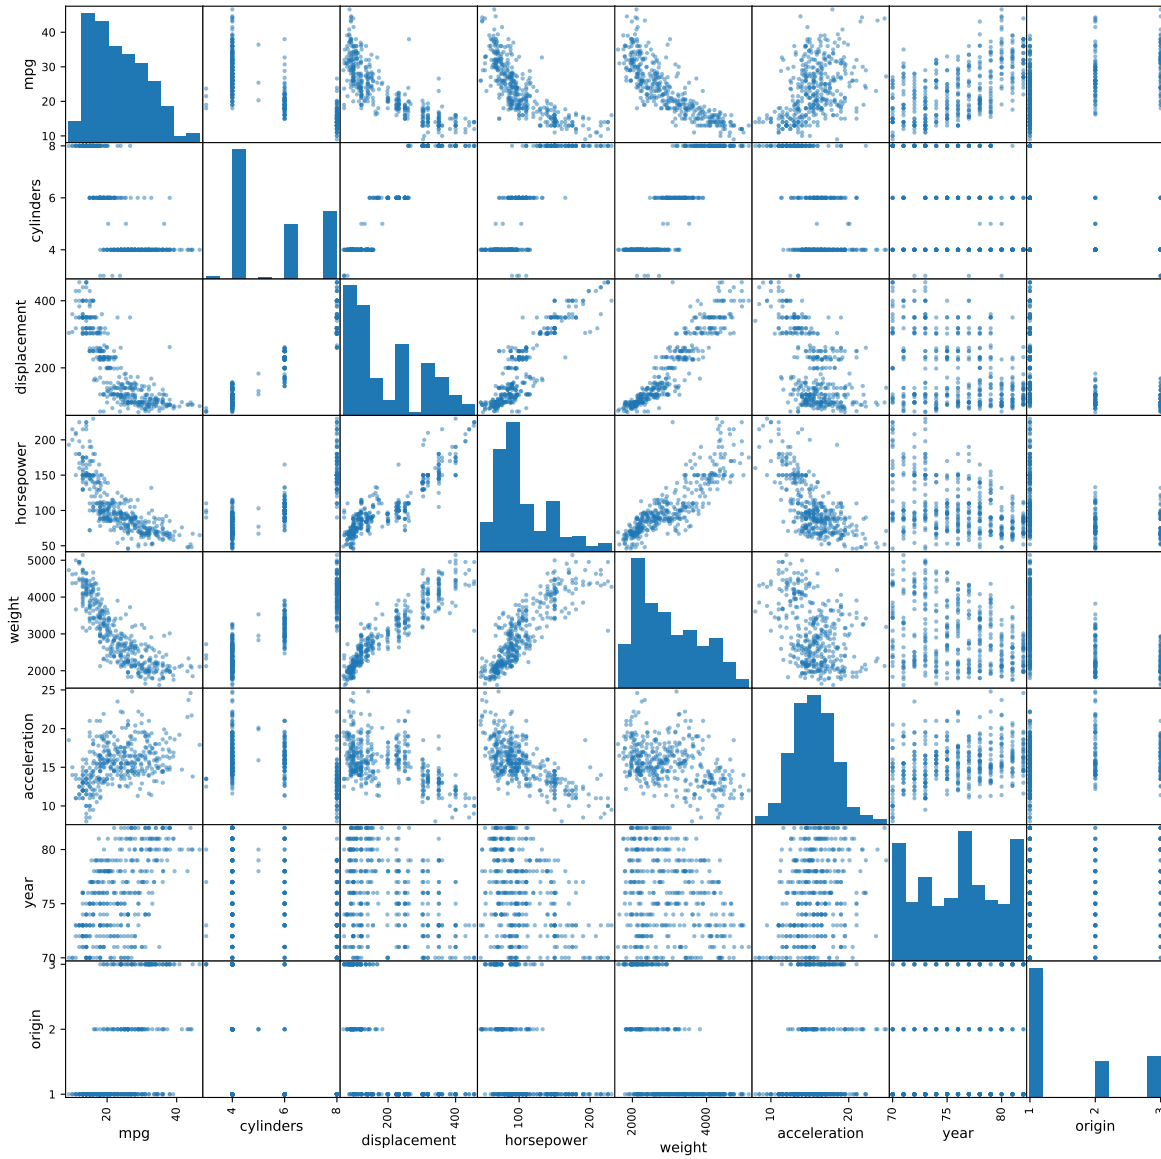 40
30
20
10
mpg
8
6
4
cylinders
400
200
displacement
200
150
100
50
horsepower
5000
4000
3000
2000
weight
25
20
15
10
acceleration
80
75
70
year
3
2
1
origin
20 40 4 6 8 200 400 100 200 2000 4000 10 20 70 75 80 1 2 3
mpg cylinders displacement horsepower weight acceleration year origin